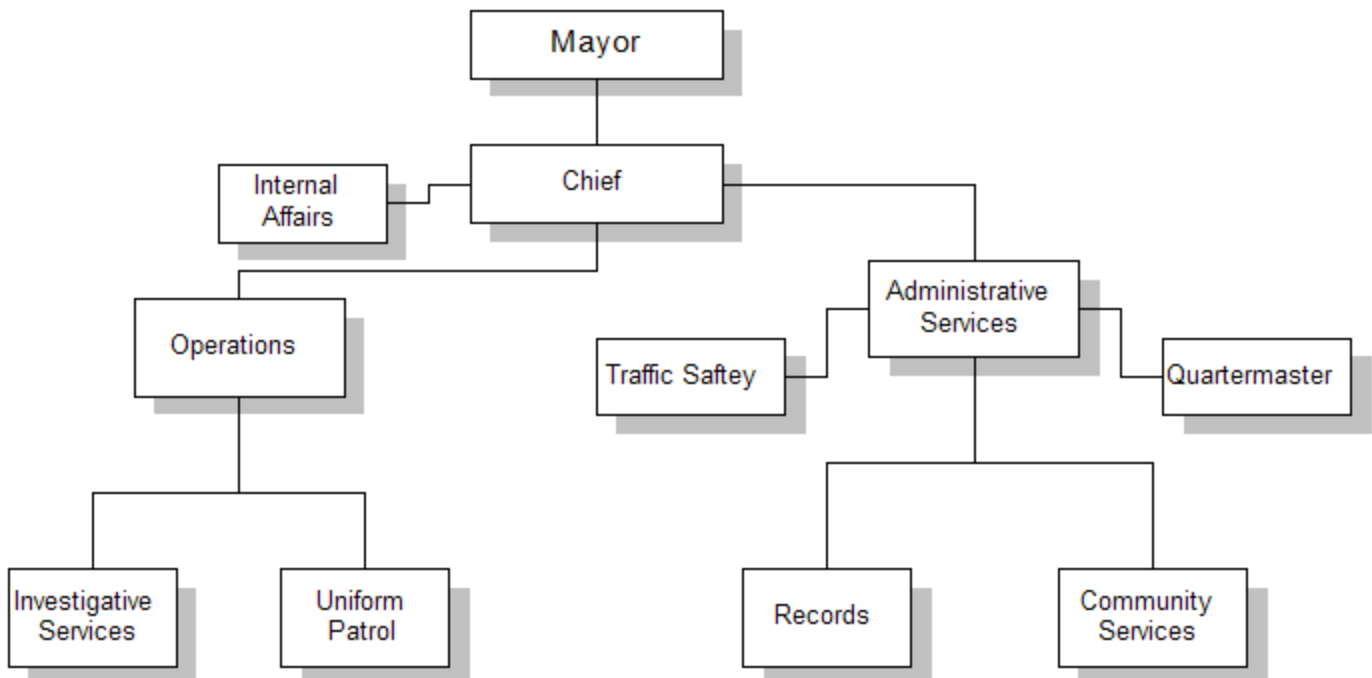 Mayor
Chief
Internal
Affairs
Administrative
Services
Operations
Traffic Saftey
Quartermaster
Investigative
Services
Uniform
Patrol
Records
Community
Services